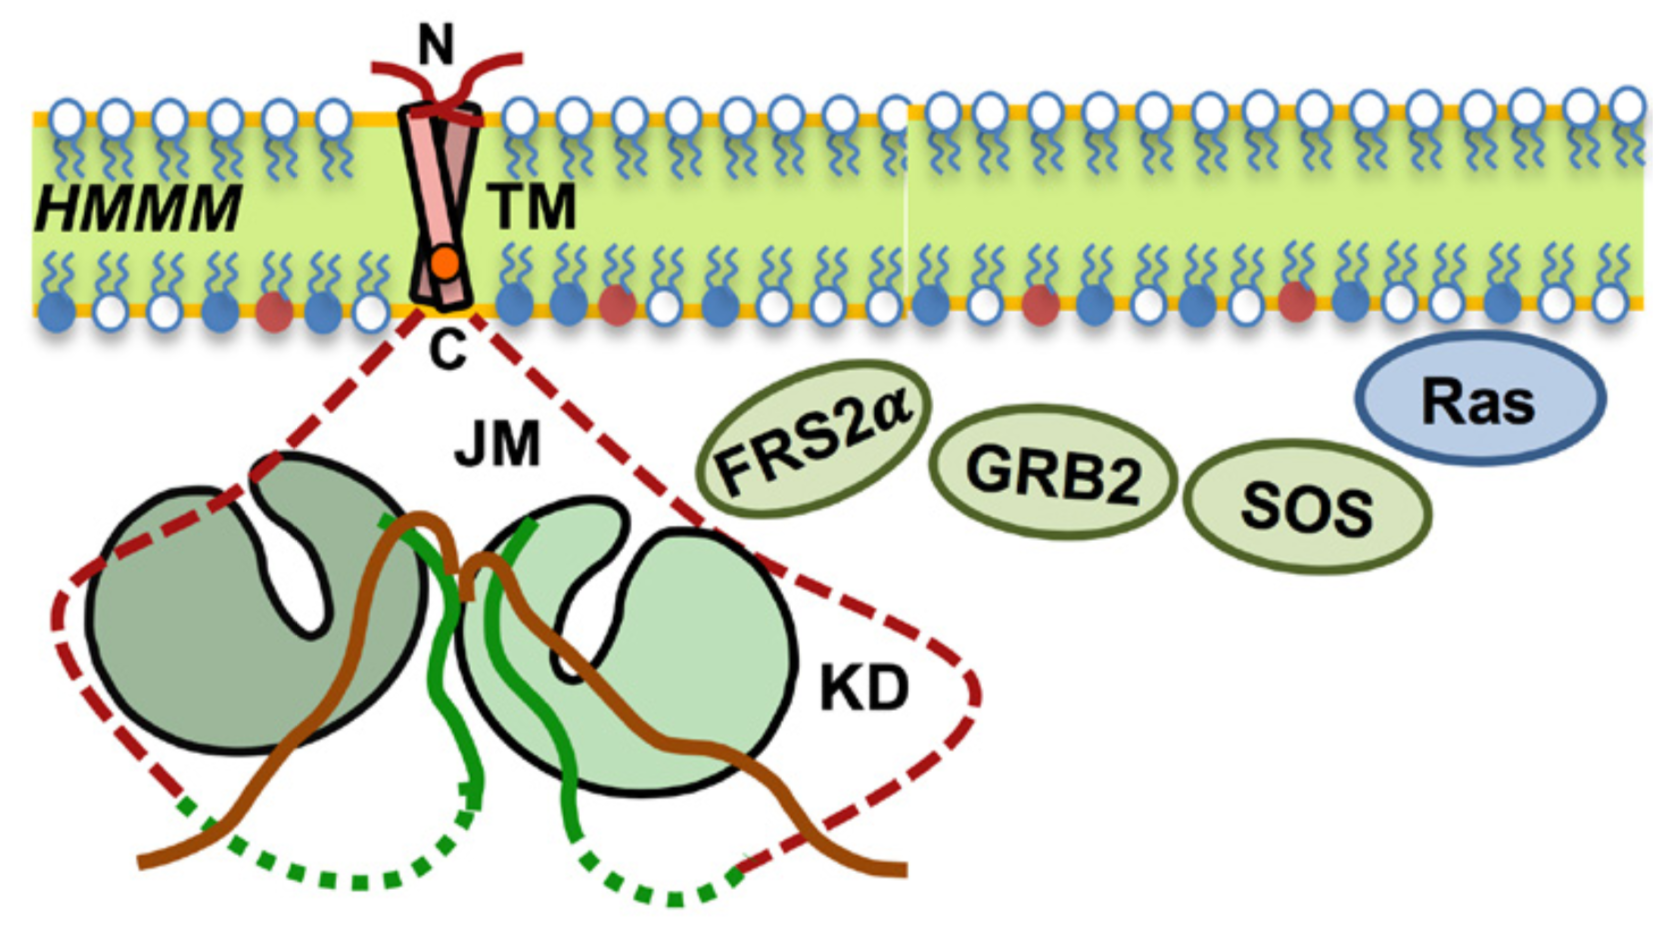 N
HMMM
TM
C
JM
FRS2α
GRB2
SOS
Ras
KD